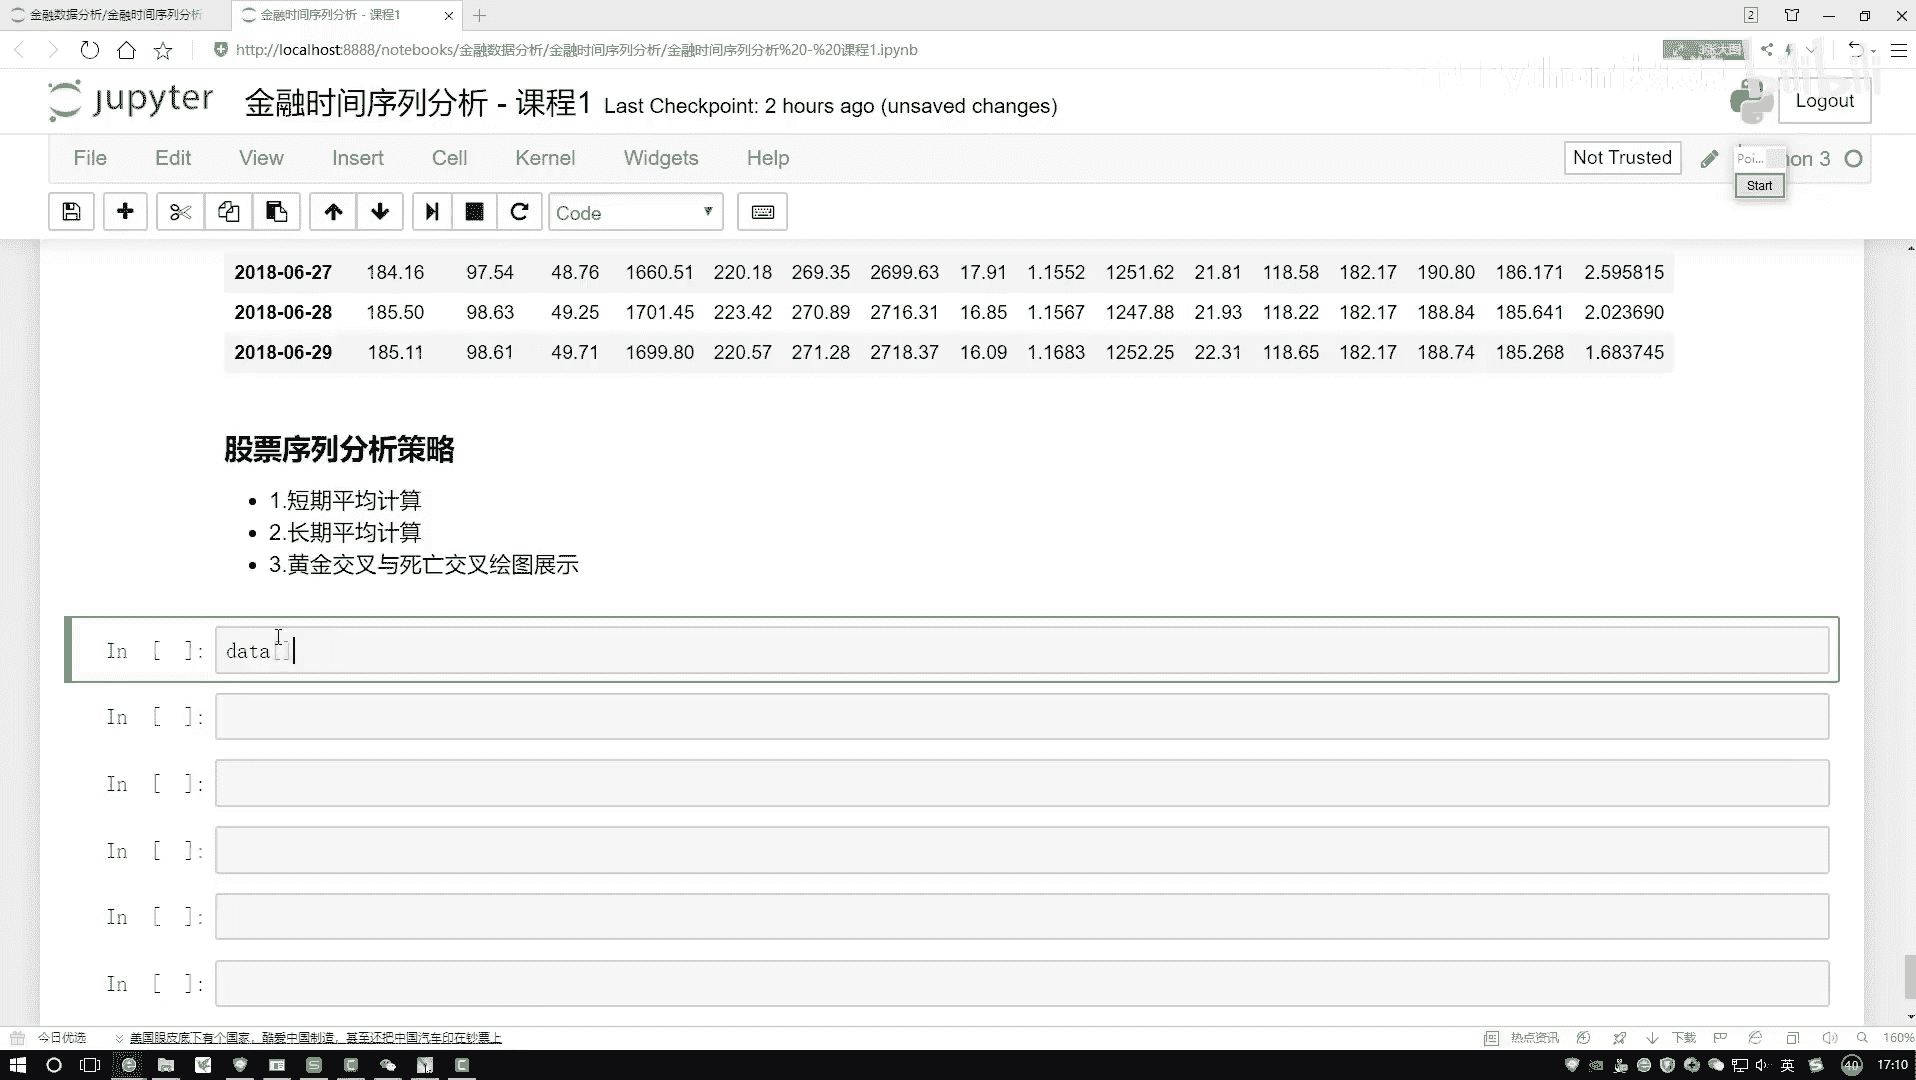 金融数据分析/金融时间序列分析
金融时间序列分析 - 课程1
2
http://localhost:8888/notebooks/金融数据分析/金融时间序列分析/金融时间序列分析%20-%20课程1.ipynb
bilibili
jupyter 金融时间序列分析 - 课程1 Last Checkpoint: 2 hours ago (unsaved changes)
Logout
File Edit View Insert Cell Kernel Widgets Help
Not Trusted
Poi...
on 3
Start
Code
2018-06-27 184.16 97.54 48.76 1660.51 220.18 269.35 2699.63 17.91 1.1552 1251.62 21.81 118.58 182.17 190.80 186.171 2.595815
2018-06-28 185.50 98.63 49.25 1701.45 223.42 270.89 2716.31 16.85 1.1567 1247.88 21.93 118.22 182.17 188.84 185.641 2.023690
2018-06-29 185.11 98.61 49.71 1699.80 220.57 271.28 2718.37 16.09 1.1683 1252.25 22.31 118.65 182.17 188.74 185.268 1.683745
股票序列分析策略
1.短期平均计算
2.长期平均计算
3.黄金交叉与死亡交叉绘图展示
In [ ]: data[]
In [ ]:
In [ ]:
In [ ]:
In [ ]:
In [ ]:
今日优选
美国眼皮底下有个国家，酷爱中国制造，甚至还把中国汽车印在钞票上
热点资讯
下载
160%
英
40
17:10